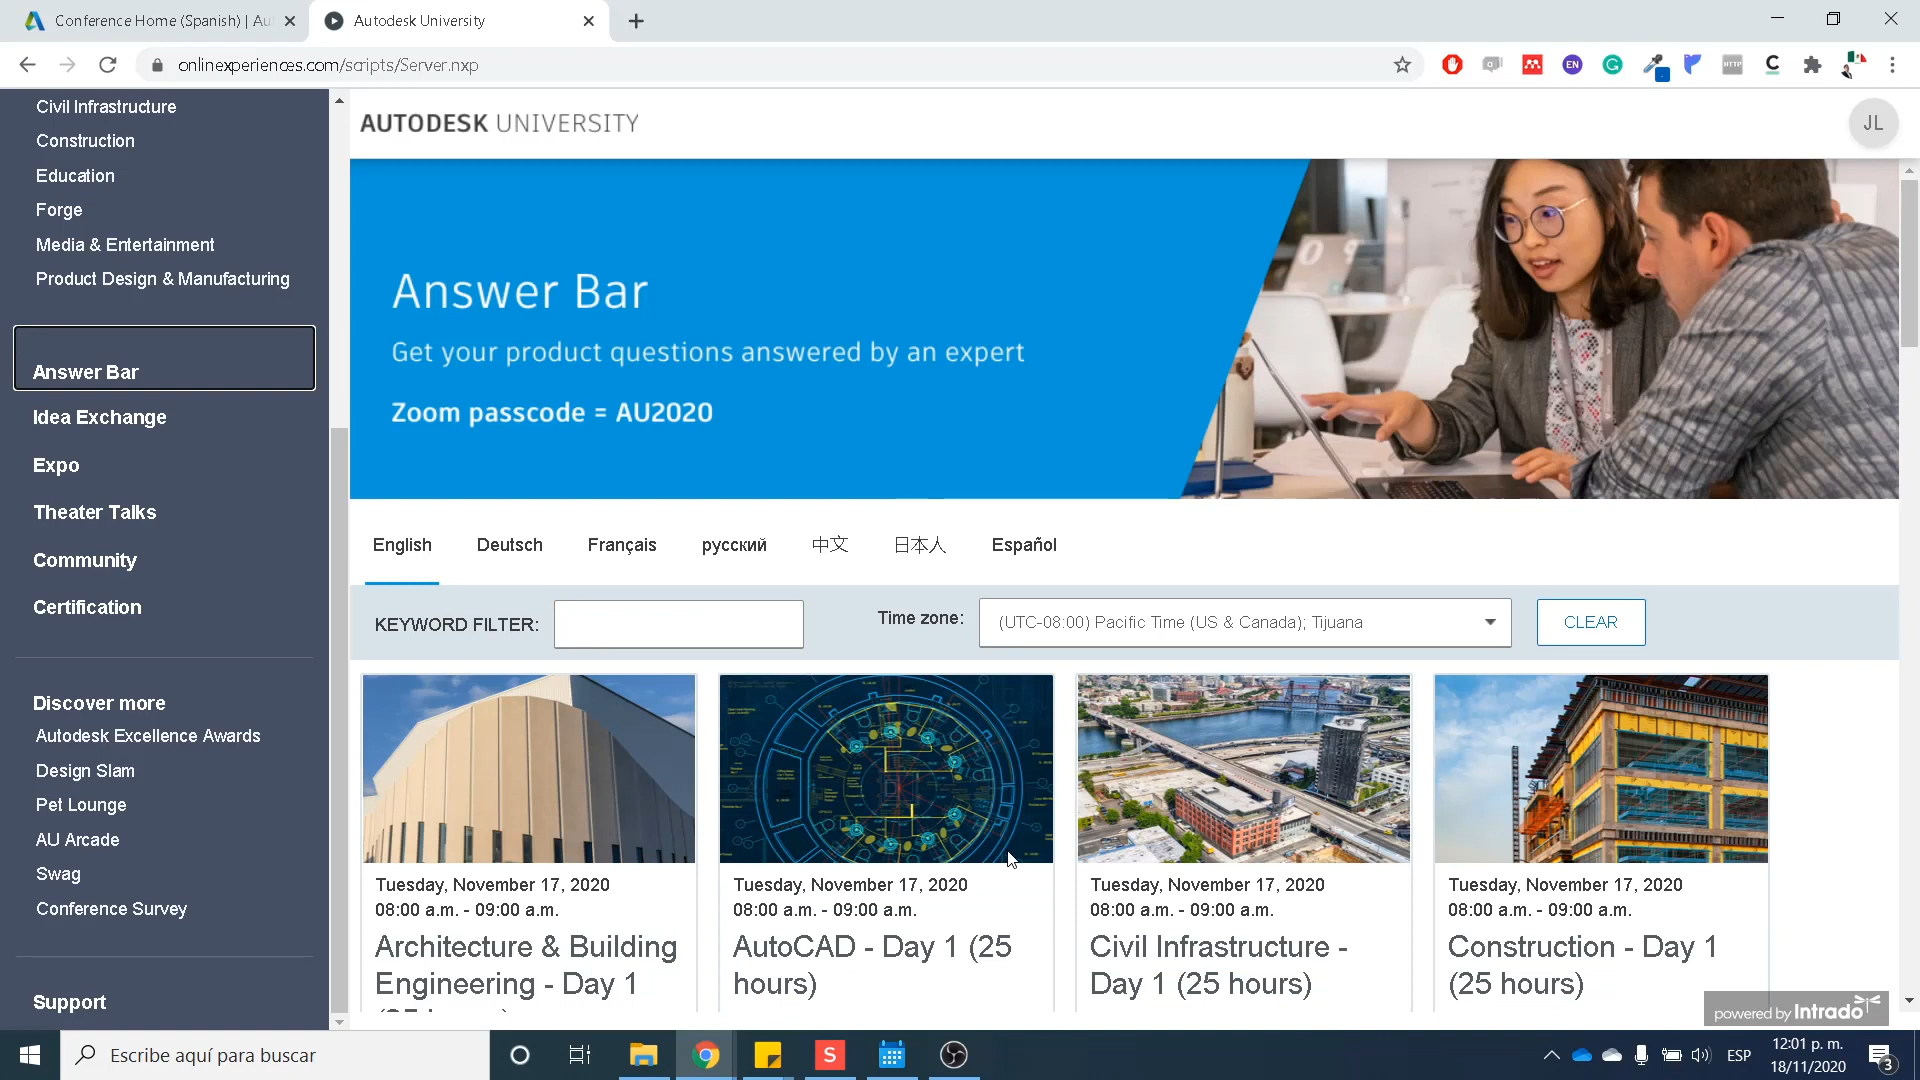 Conference Home (Spanish) | Au
Autodesk University
onlinexperiences.com/scripts/Server.nxp
EN
HTTP
Civil Infrastructure
Construction
Education
Forge
Media & Entertainment
Product Design & Manufacturing
Answer Bar
Idea Exchange
Expo
Theater Talks
Community
Certification
Discover more
Autodesk Excellence Awards
Design Slam
Pet Lounge
AU Arcade
Swag
Conference Survey
Support
AUTODESK UNIVERSITY
JL
Answer Bar
Get your product questions answered by an expert
Zoom passcode = AU2020
English Deutsch Français русский 中文 日本人 Español
KEYWORD FILTER: Time zone: (UTC-08:00) Pacific Time (US & Canada); Tijuana CLEAR
Tuesday, November 17, 2020
08:00 a.m. - 09:00 a.m.
Architecture & Building
Engineering - Day 1
Tuesday, November 17, 2020
08:00 a.m. - 09:00 a.m.
AutoCAD - Day 1 (25
hours)
Tuesday, November 17, 2020
08:00 a.m. - 09:00 a.m.
Civil Infrastructure -
Day 1 (25 hours)
Tuesday, November 17, 2020
08:00 a.m. - 09:00 a.m.
Construction - Day 1
(25 hours)
powered by Intrado
Escribe aquí para buscar
S
ESP
12:01 p. m.
18/11/2020
3